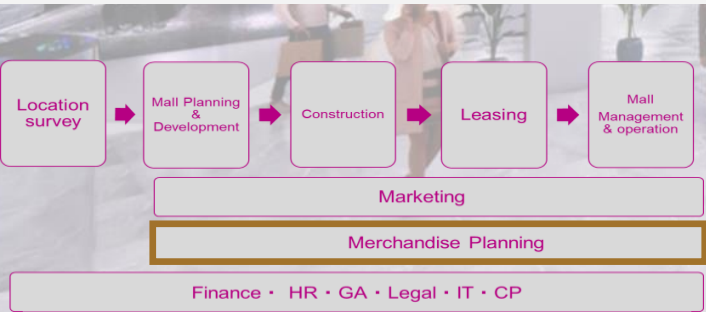 Location
survey
Mall Planning
&
Development
Construction
Leasing
Mall
Management
& operation
Marketing
Merchandise Planning
Finance・ HR・GA・Legal・IT・CP